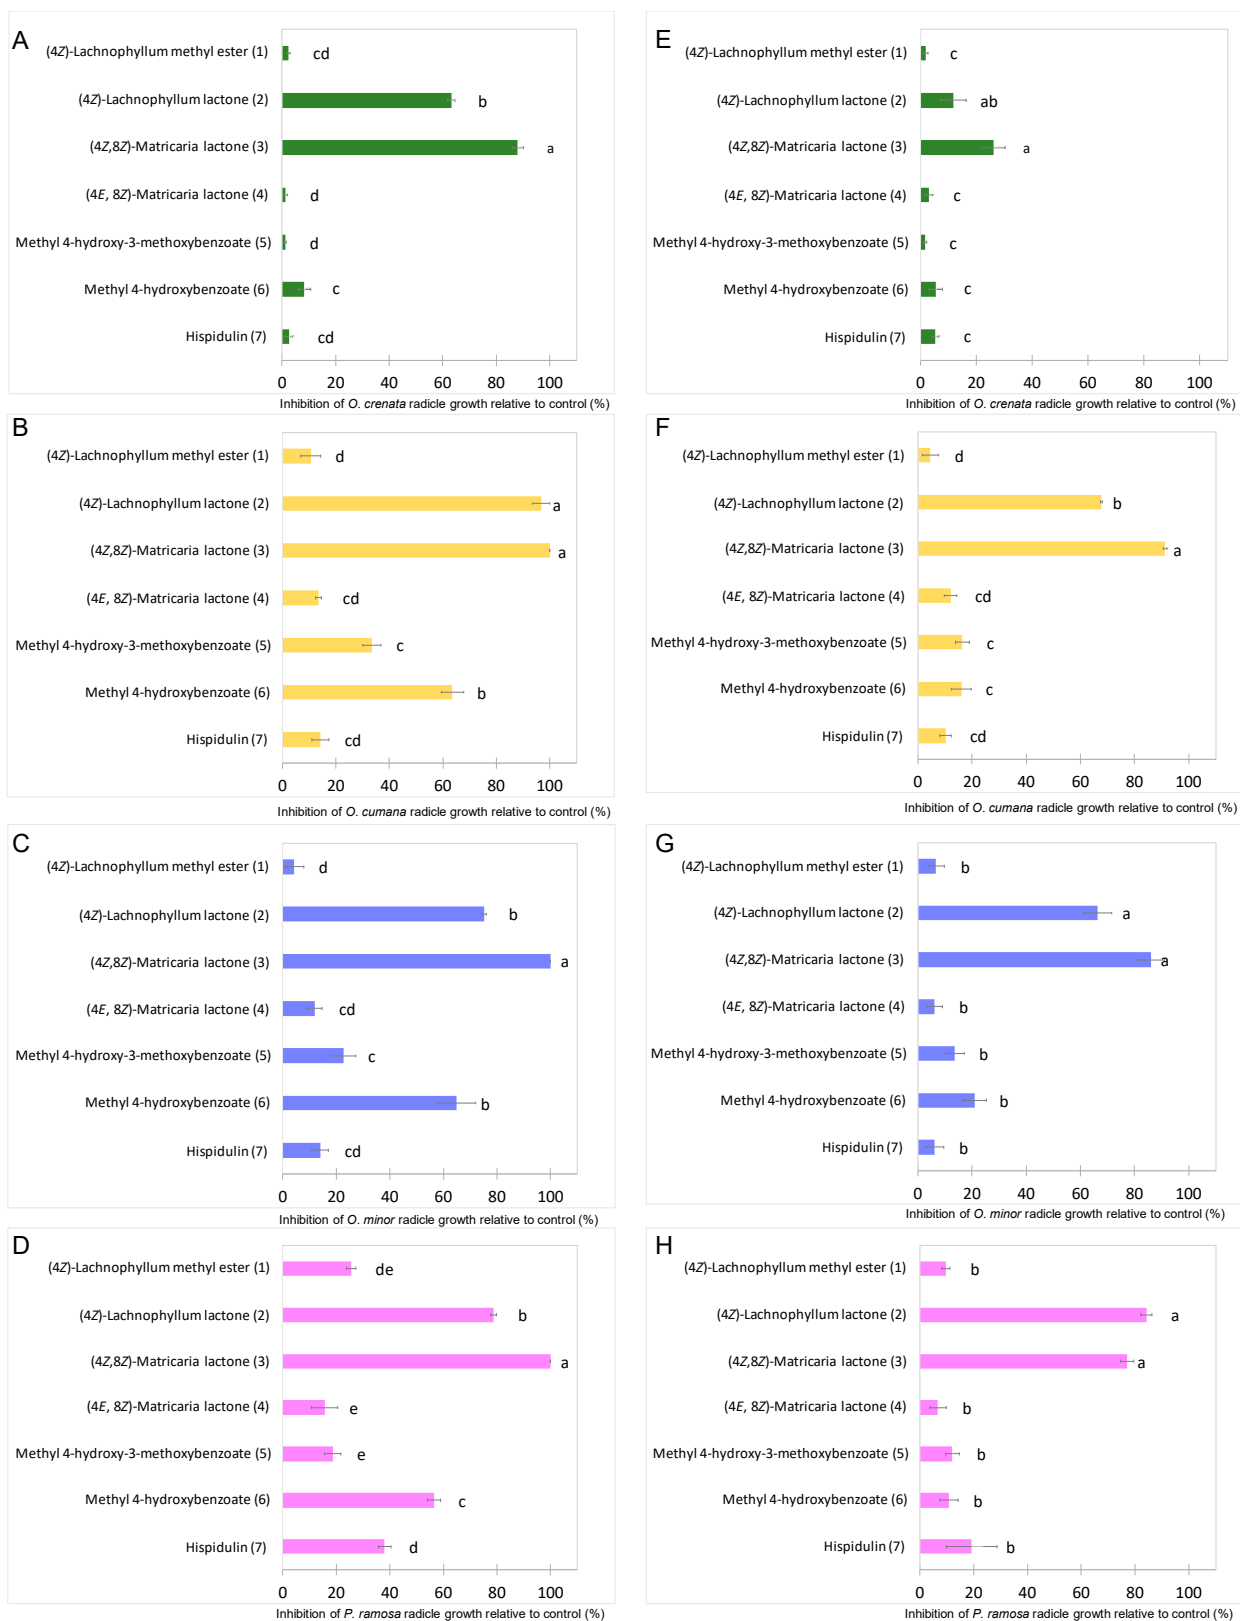 A
(4Z)-Lachnophyllum methyl ester (1)
cd
(4Z)-Lachnophyllum lactone (2)
b
(4Z,8Z)-Matricaria lactone (3)
a
(4E, 8Z)-Matricaria lactone (4)
d
Methyl 4-hydroxy-3-methoxybenzoate (5)
d
Methyl 4-hydroxybenzoate (6)
c
Hispidulin (7)
cd
0 20 40 60 80 100
Inhibition of O. crenata radicle growth relative to control (%)
B
(4Z)-Lachnophyllum methyl ester (1)
d
(4Z)-Lachnophyllum lactone (2)
a
(4Z,8Z)-Matricaria lactone (3)
a
(4E, 8Z)-Matricaria lactone (4)
cd
Methyl 4-hydroxy-3-methoxybenzoate (5)
c
Methyl 4-hydroxybenzoate (6)
b
Hispidulin (7)
cd
0 20 40 60 80 100
Inhibition of O. cumana radicle growth relative to control (%)
C
(4Z)-Lachnophyllum methyl ester (1)
d
(4Z)-Lachnophyllum lactone (2)
b
(4Z,8Z)-Matricaria lactone (3)
a
(4E, 8Z)-Matricaria lactone (4)
cd
Methyl 4-hydroxy-3-methoxybenzoate (5)
c
Methyl 4-hydroxybenzoate (6)
b
Hispidulin (7)
cd
0 20 40 60 80 100
Inhibition of O. minor radicle growth relative to control (%)
D
(4Z)-Lachnophyllum methyl ester (1)
de
(4Z)-Lachnophyllum lactone (2)
b
(4Z,8Z)-Matricaria lactone (3)
a
(4E, 8Z)-Matricaria lactone (4)
e
Methyl 4-hydroxy-3-methoxybenzoate (5)
e
Methyl 4-hydroxybenzoate (6)
c
Hispidulin (7)
d
0 20 40 60 80 100
Inhibition of P. ramosa radicle growth relative to control (%)
E
(4Z)-Lachnophyllum methyl ester (1)
c
(4Z)-Lachnophyllum lactone (2)
ab
(4Z,8Z)-Matricaria lactone (3)
a
(4E, 8Z)-Matricaria lactone (4)
c
Methyl 4-hydroxy-3-methoxybenzoate (5)
c
Methyl 4-hydroxybenzoate (6)
c
Hispidulin (7)
c
0 20 40 60 80 100
Inhibition of O. crenata radicle growth relative to control (%)
F
(4Z)-Lachnophyllum methyl ester (1)
d
(4Z)-Lachnophyllum lactone (2)
b
(4Z,8Z)-Matricaria lactone (3)
a
(4E, 8Z)-Matricaria lactone (4)
cd
Methyl 4-hydroxy-3-methoxybenzoate (5)
c
Methyl 4-hydroxybenzoate (6)
c
Hispidulin (7)
cd
0 20 40 60 80 100
Inhibition of O. cumana radicle growth relative to control (%)
G
(4Z)-Lachnophyllum methyl ester (1)
b
(4Z)-Lachnophyllum lactone (2)
a
(4Z,8Z)-Matricaria lactone (3)
a
(4E, 8Z)-Matricaria lactone (4)
b
Methyl 4-hydroxy-3-methoxybenzoate (5)
b
Methyl 4-hydroxybenzoate (6)
b
Hispidulin (7)
b
0 20 40 60 80 100
Inhibition of O. minor radicle growth relative to control (%)
H
(4Z)-Lachnophyllum methyl ester (1)
b
(4Z)-Lachnophyllum lactone (2)
a
(4Z,8Z)-Matricaria lactone (3)
a
(4E, 8Z)-Matricaria lactone (4)
b
Methyl 4-hydroxy-3-methoxybenzoate (5)
b
Methyl 4-hydroxybenzoate (6)
b
Hispidulin (7)
b
0 20 40 60 80 100
Inhibition of P. ramosa radicle growth relative to control (%)